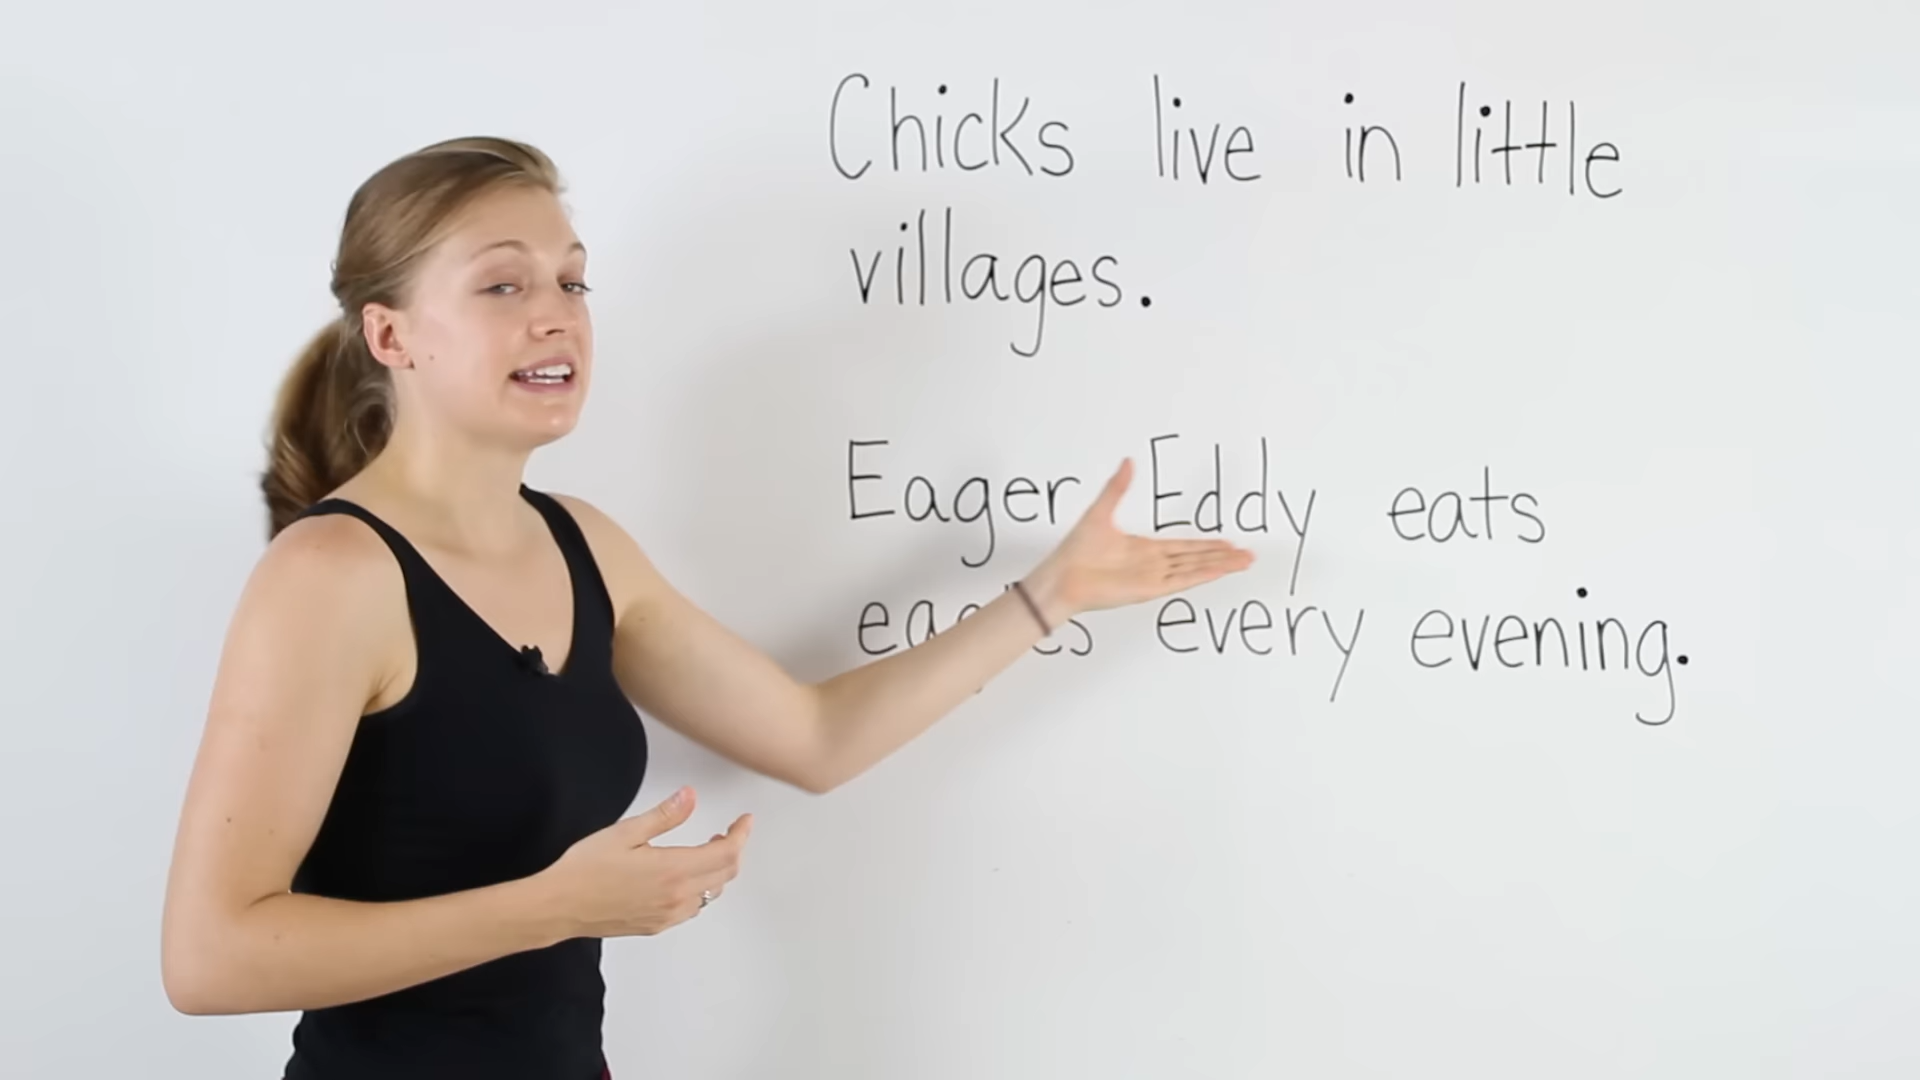 Chicks live in little
villages.
Eager Eddy eats
every evening.